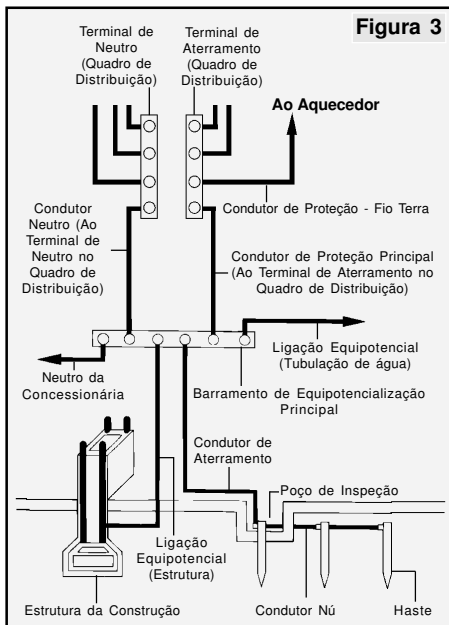 Figura 3
Terminal de
Neutro
(Quadro de
Distribuição)
Terminal de
Aterramento
(Quadro de
Distribuição)
Ao Aquecedor
Condutor
Neutro (Ao
Terminal de
Neutro no
Quadro de
Distribuição)
Condutor de Proteção - Fio Terra
Condutor de Proteção Principal
(Ao Terminal de Aterramento no
Quadro de Distribuição)
Neutro da
Concessionária
Ligação Equipotencial
(Tubulação de água)
Barramento de Equipotencialização
Principal
Condutor de
Aterramento
Poço de Inspeção
Ligação
Equipotencial
(Estrutura)
Estrutura da Construção
Condutor Nú
Haste